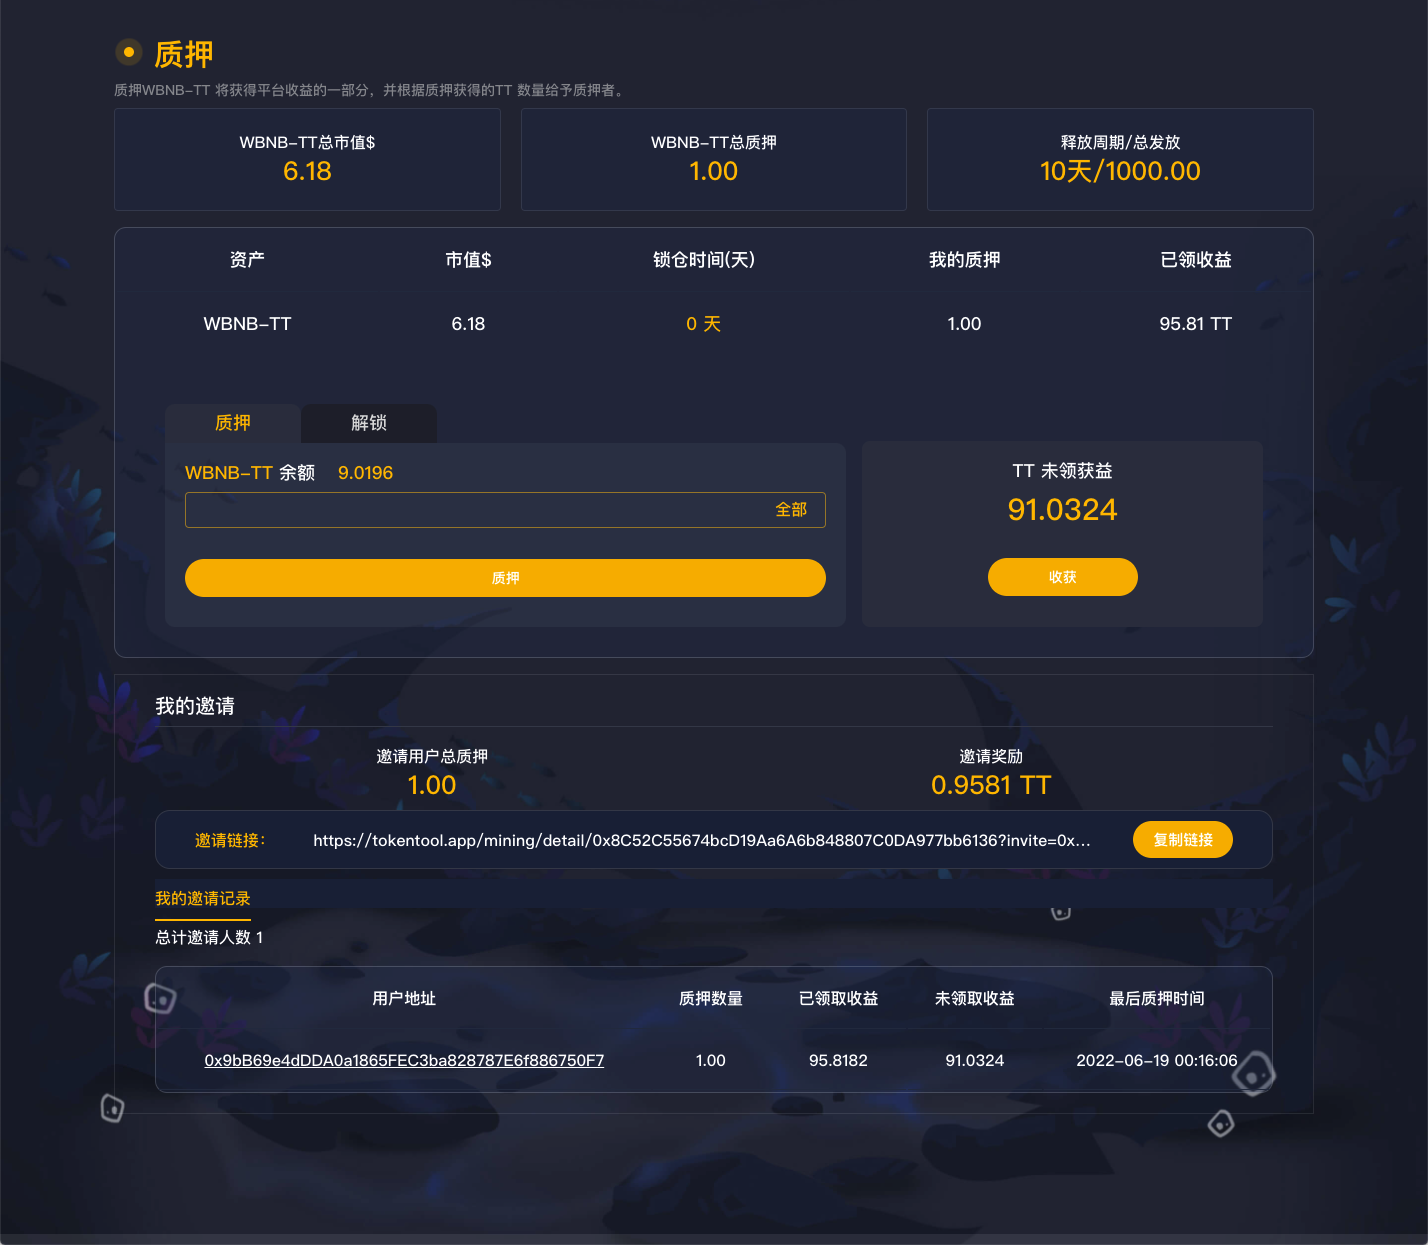 质押
质押WBNB-TT 将获得平台收益的一部分，并根据质押获得的TT 数量给予质押者。
WBNB-TT总市值$
6.18
WBNB-TT总质押
1.00
释放周期/总发放
10天/1000.00
资产 市值$ 锁仓时间(天) 我的质押 已领收益
WBNB-TT 6.18 0 天 1.00 95.81 TT
质押 解锁
WBNB-TT 余额 9.0196
全部
质押
TT 未领获益
91.0324
收获
我的邀请
邀请用户总质押
1.00
邀请奖励
0.9581 TT
邀请链接： https://tokentool.app/mining/detail/0x8C52C55674bcD19Aa6A6b848807C0DA977bb6136?invite=0x... 复制链接
我的邀请记录
总计邀请人数 1
用户地址 质押数量 已领取收益 未领取收益 最后质押时间
0x9bB69e4dDDA0a1865FEC3ba828787E6f886750F7 1.00 95.8182 91.0324 2022-06-19 00:16:06